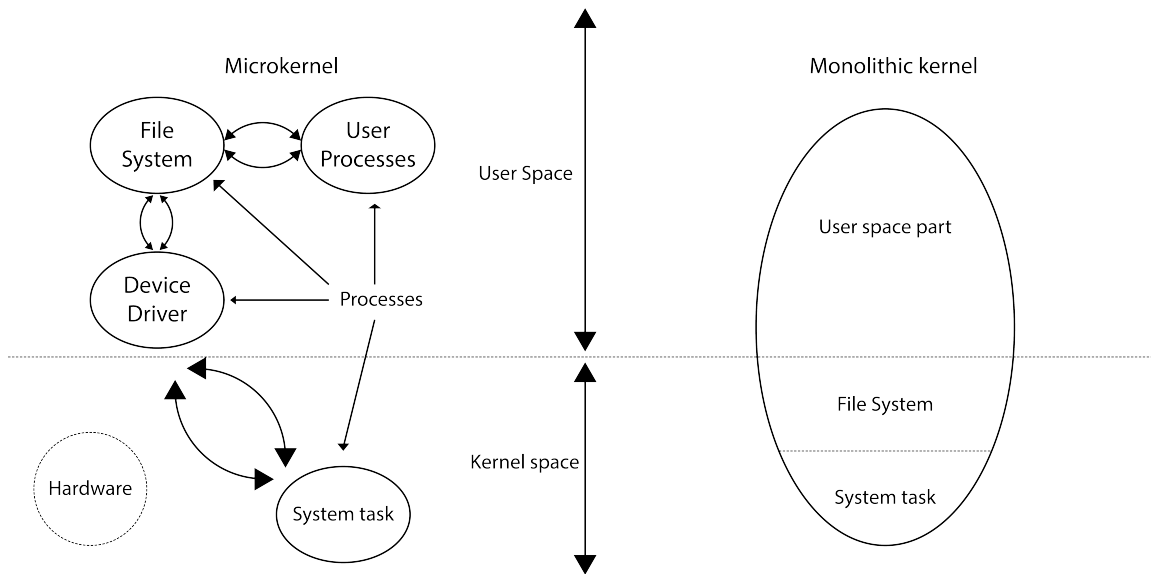 Microkernel
Monolithic kernel
File
System
User
Processes
User Space
User space part
Device
Driver
Processes
File System
Kernel space
Hardware
System task
System task